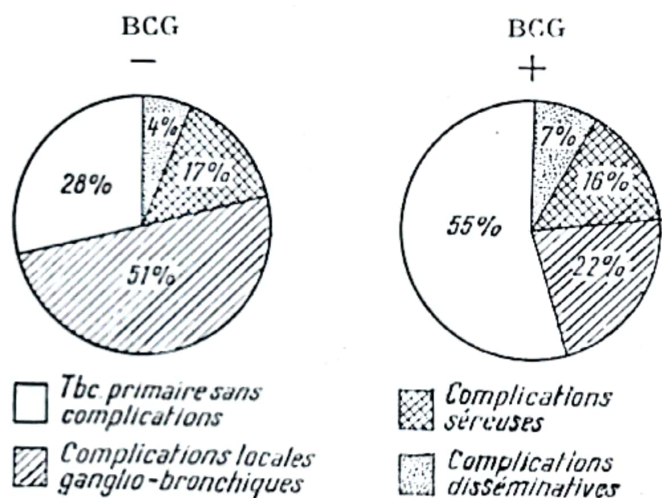 BCG
−
4%
17%
28%
51%
BCG
+
7%
16%
55%
22%
Tbc. primaire sans
complications
Complications locales
ganglio-bronchiques
Complications
séreuses
Complications
disséminatives